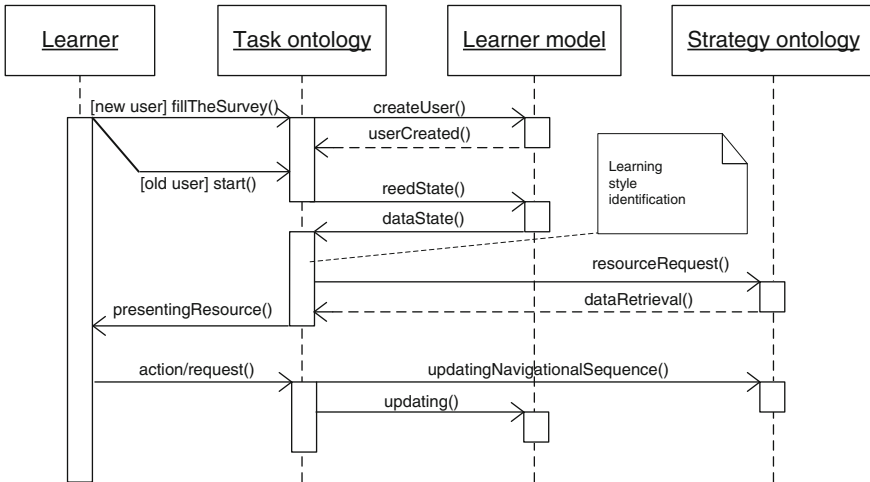 Learner
Task ontology
Learner model
Strategy ontology
[new user] fillTheSurvey()
createUser()
userCreated()
[old user] start()
Learning
style
identification
reedState()
dataState()
resourceRequest()
dataRetrieval()
presentingResource()
action/request()
updatingNavigationalSequence()
updating()